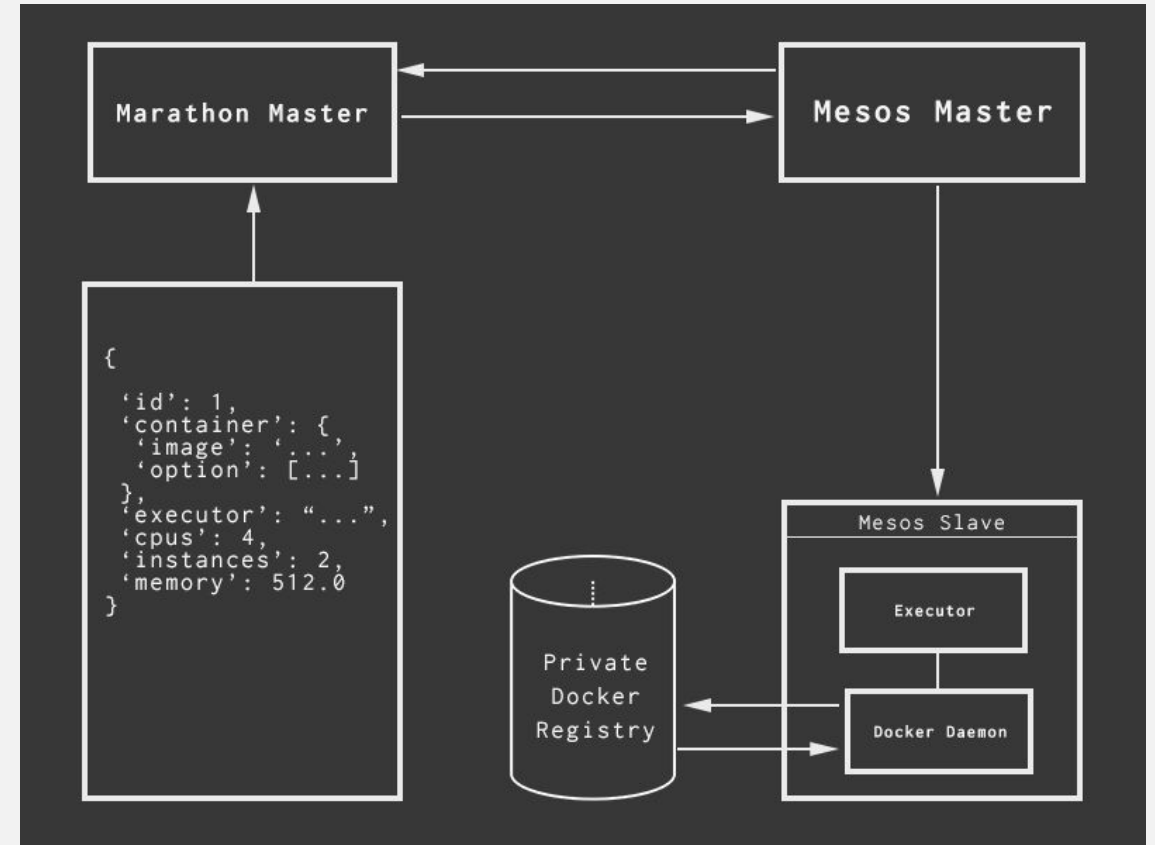 Marathon Master
Mesos Master
{
‘id’: 1,
‘container’: {
‘image’: ‘...’,
‘option’: [...]
},
‘executor’: “...”,
‘cpus’: 4,
‘instances’: 2,
‘memory’: 512.0
}
Mesos Slave
Executor
Private
Docker
Registry
Docker Daemon